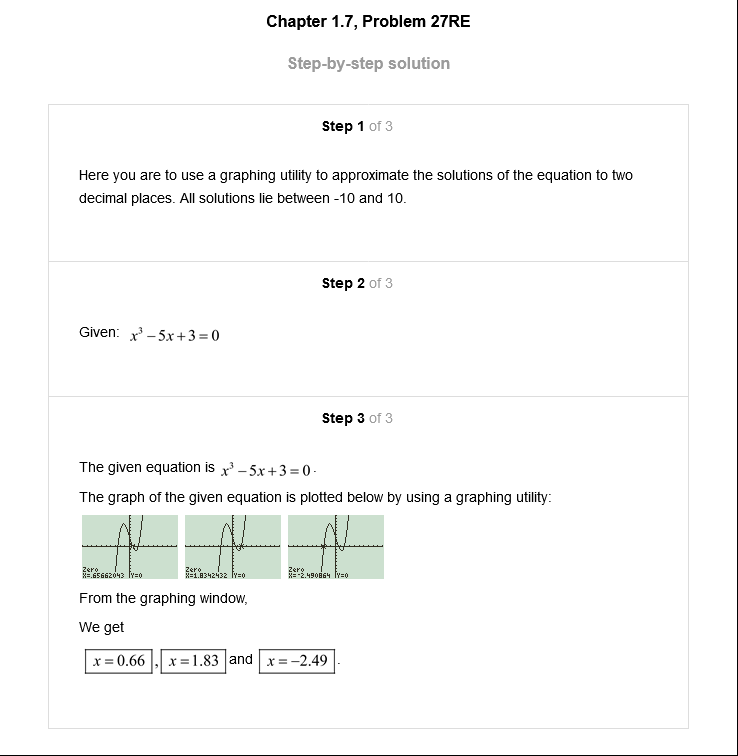 Chapter 1.7, Problem 27RE
Step-by-step solution
Step 1 of 3
Here you are to use a graphing utility to approximate the solutions of the equation to two
decimal places. All solutions lie between -10 and 10.
Step 2 of 3
Given: x³ – 5x + 3 = 0
Step 3 of 3
The given equation is x³ – 5x + 3 = 0.
The graph of the given equation is plotted below by using a graphing utility:
Zero
X=.65662043 Y=0
Zero
X=1.8342432 Y=0
Zero
X=-2.490864 Y=0
From the graphing window,
We get
x = 0.66, x = 1.83 and x = –2.49.